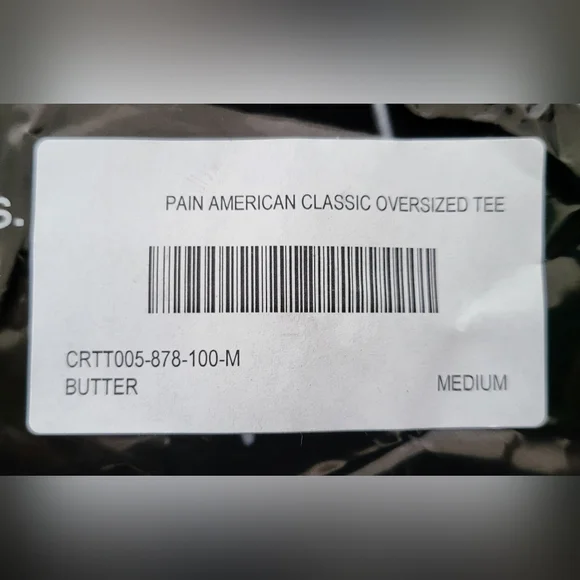 PAIN AMERICAN CLASSIC OVERSIZED TEE
CRTT005-878-100-M
BUTTER
MEDIUM